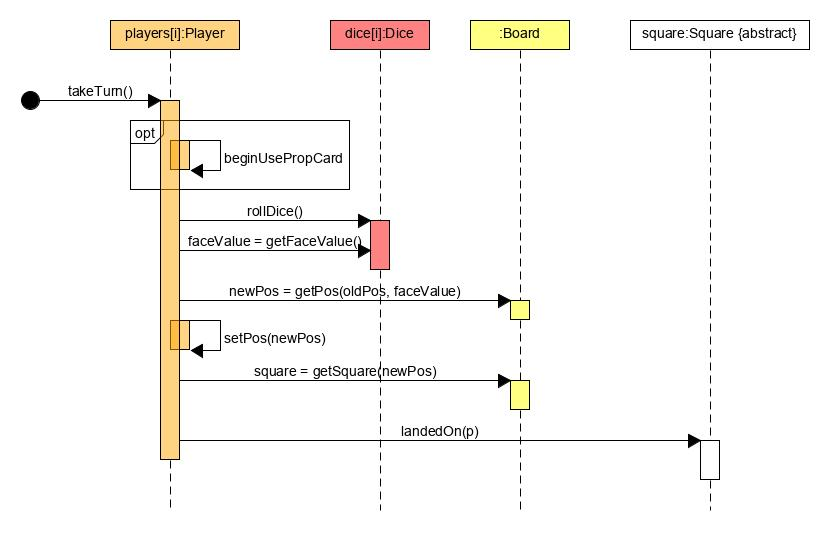 players[i]:Player
dice[i]:Dice
:Board
square:Square {abstract}
takeTurn()
opt
beginUsePropCard
rollDice()
faceValue = getFaceValue()
newPos = getPos(oldPos, faceValue)
setPos(newPos)
square = getSquare(newPos)
landedOn(p)